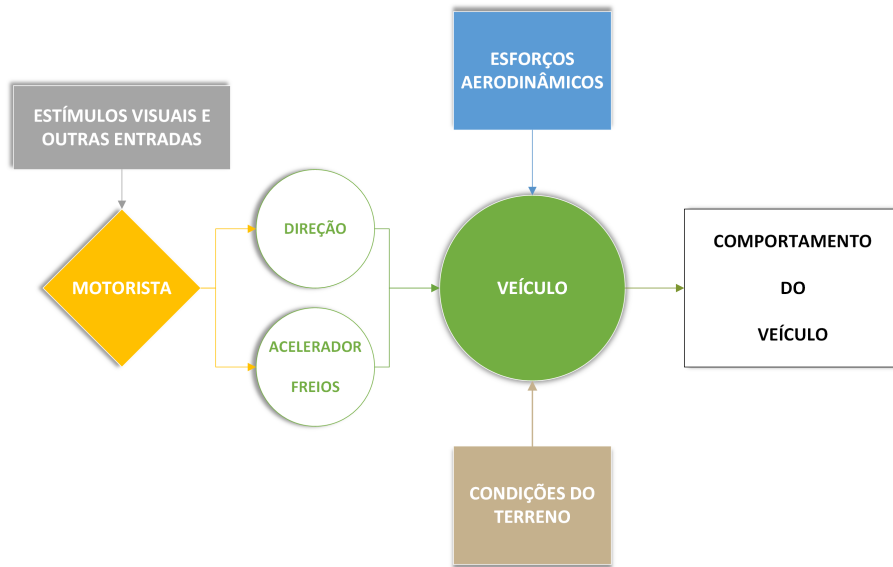 ESFORÇOS
AERODINÂMICOS
ESTÍMULOS VISUAIS E
OUTRAS ENTRADAS
DIREÇÃO
MOTORISTA
ACELERADOR
FREIOS
VEÍCULO
COMPORTAMENTO
DO
VEÍCULO
CONDIÇÕES DO
TERRENO